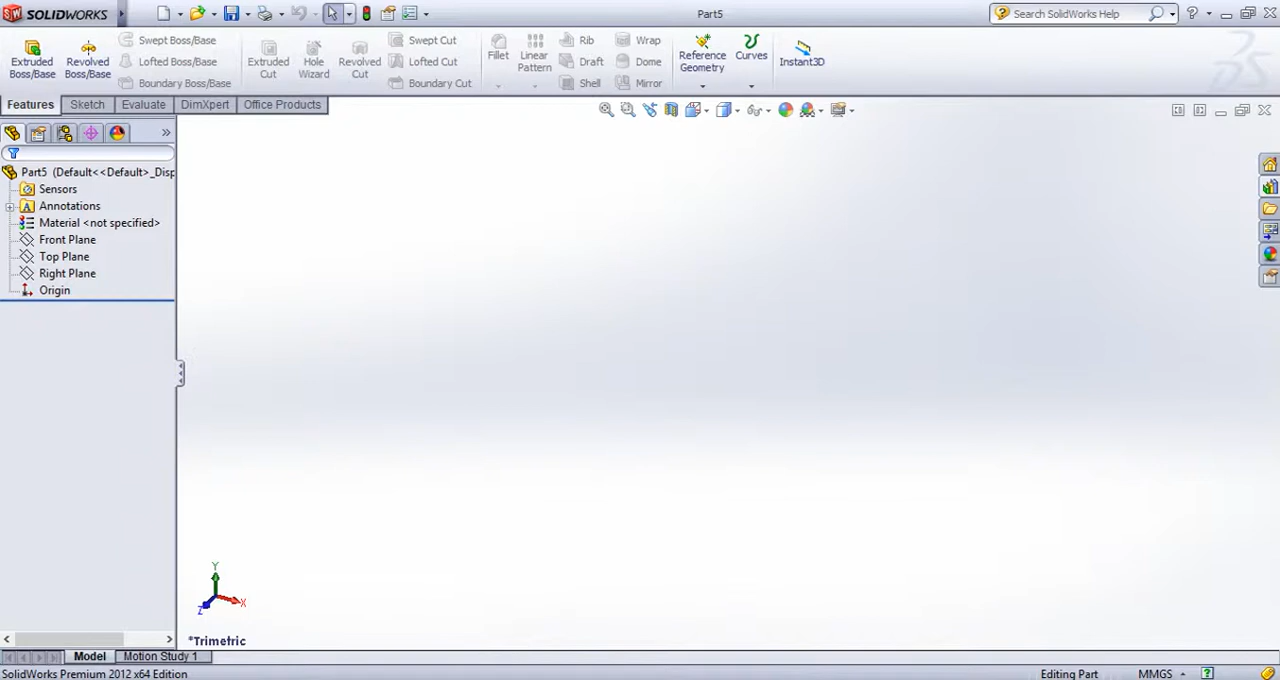 SOLIDWORKS
Part5
Search SolidWorks Help
Extruded Boss/Base
Revolved Boss/Base
Swept Boss/Base
Lofted Boss/Base
Boundary Boss/Base
Extruded Cut
Hole Wizard
Revolved Cut
Swept Cut
Lofted Cut
Boundary Cut
Fillet
Linear Pattern
Rib
Draft
Shell
Wrap
Dome
Mirror
Reference Geometry
Curves
Instant3D
Features
Sketch
Evaluate
DimXpert
Office Products
Part5 (Default<<Default>_Disp
Sensors
Annotations
Material <not specified>
Front Plane
Top Plane
Right Plane
Origin
Y
X
Z
*Trimetric
Model
Motion Study 1
SolidWorks Premium 2012 x64 Edition
Editing Part
MMGS